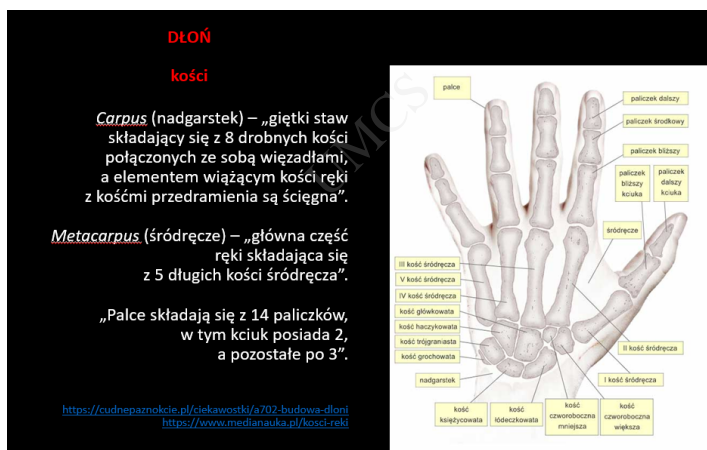 DŁOŃ
kości
Carpus (nadgarstek) – „giętki staw
składający się z 8 drobnych kości
połączonych ze sobą więzadłami,
a elementem wiążącym kości ręki
z kośćmi przedramienia są ścięgna”.
Metacarpus (śródręcze) – „główna część
ręki składająca się
z 5 długich kości śródręcza”.
„Palce składają się z 14 paliczków,
w tym kciuk posiada 2,
a pozostałe po 3”.
https://cudnepaznokcie.pl/ciekawostki/a702-budowa-dloni
https://www.medianauka.pl/kosci-reki
UMCS
palce
paliczek dalszy
paliczek środkowy
paliczek bliższy
paliczek
bliższy
kciuka
paliczek
dalszy
kciuka
śródręcze
III kość śródręcza
V kość śródręcza
IV kość śródręcza
kość główkowata
kość haczykowata
kość trójgraniasta
kość grochowata
nadgarstek
II kość śródręcza
I kość śródręcza
kość
księżycowata
kość
łódeczkowata
kość
czworoboczna
mniejsza
kość
czworoboczna
większa